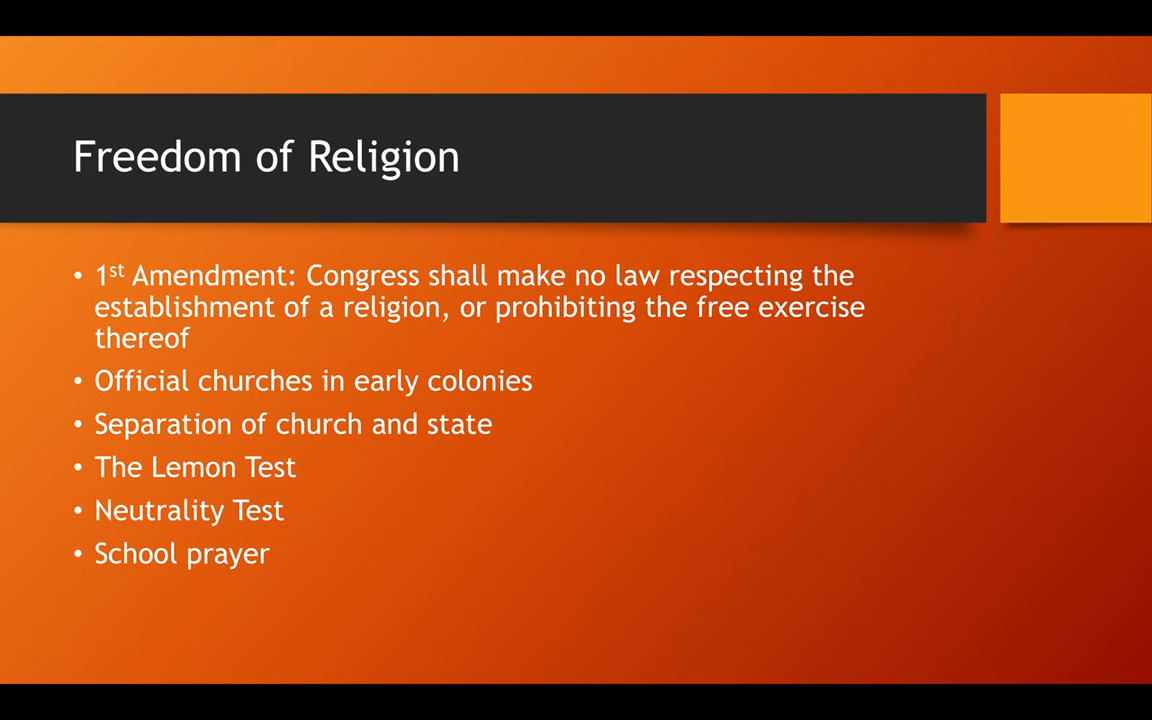 Freedom of Religion
• 1st Amendment: Congress shall make no law respecting the
establishment of a religion, or prohibiting the free exercise
thereof
• Official churches in early colonies
• Separation of church and state
• The Lemon Test
• Neutrality Test
• School prayer